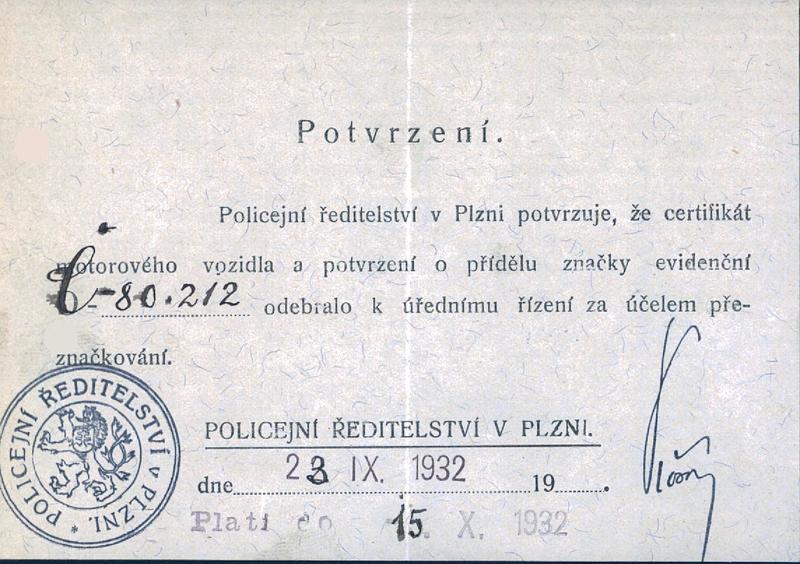 Potvrzení.
Policejní ředitelství v Plzni potvrzuje, že certifikát
motorového vozidla a potvrzení o přídělu značky evidenční
Č-80.212 odebralo k úřednímu řízení za účelem pře-
značkování.
POLICEJNÍ ŘEDITELSTVÍ V PLZNI.
dne 23 IX. 1932 19 .
Platí do 15. X. 1932
* POLICEJNÍ ŘEDITELSTVÍ v PLZNI.